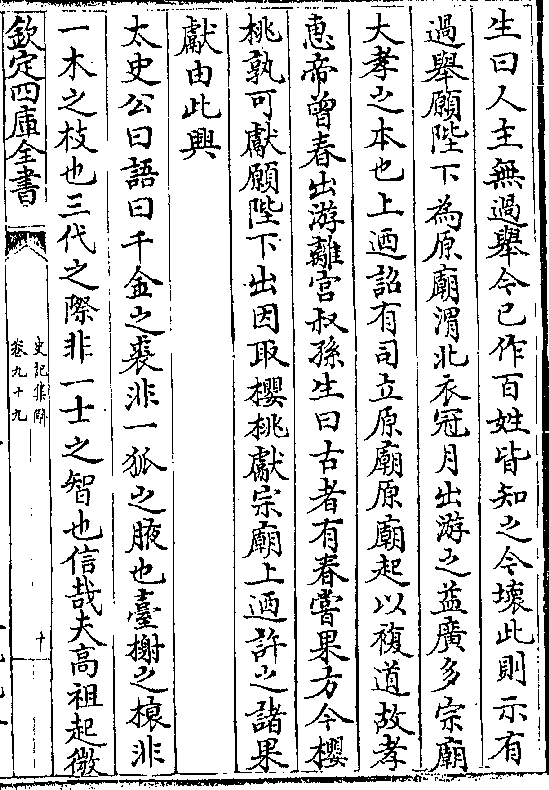 生曰人主無過舉今已作百姓皆知之今壞此則示有
過舉願陛下為原廟渭北衣冠月出游之益廣多宗廟
大孝之本也上迺詔有司立原廟原廟起以複道故孝
惠帝曾春出游離宮叔孫生曰古者有春嘗果方今櫻
桃孰可獻願陛下出因取櫻桃獻宗廟上迺許之諸果
獻由此興
太史公曰語曰千金之裘非一狐之腋也臺榭之榱非
一木之枝也三代之際非一士之智也信哉夫高祖起微
欽定四庫全書
史記集解
卷九十九
十